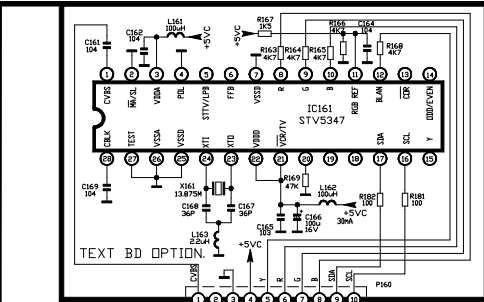 L161
100uH
+5VC
R167
1K5
+5VC
R166
4K7
C164
104
C161
104
C162
104
R163
4K7
R164
4K7
R165
4K7
R168
4K7
1 2 3 4 5 6 7 8 9 10 11 12 13 14
CVBS
MA/SL
VDDA
POL
STTV/LFB
FFB
VSSD
R
G
B
RGB REF
BLAN
COR
ODD/EVEN
IC161
STV5347
CBLK
TEST
VSSA
VSSD
XTI
XTO
VDDD
VCR/TV
SDA
SCL
Y
28 27 26 25 24 23 22 21 20 19 18 17 16 15
C169
104
X161
13.875M
C168
36P
C167
36P
R169
47K
L162
100uH
+5VC
30MA
C165
103
C166
100u
16V
R182
100
R181
100
L163
2.2uH
+5VC
TEXT BD OPTION.
CVBS
Y
R
G
B
SDA
SCL
P160
1 2 3 4 5 6 7 8 9 10